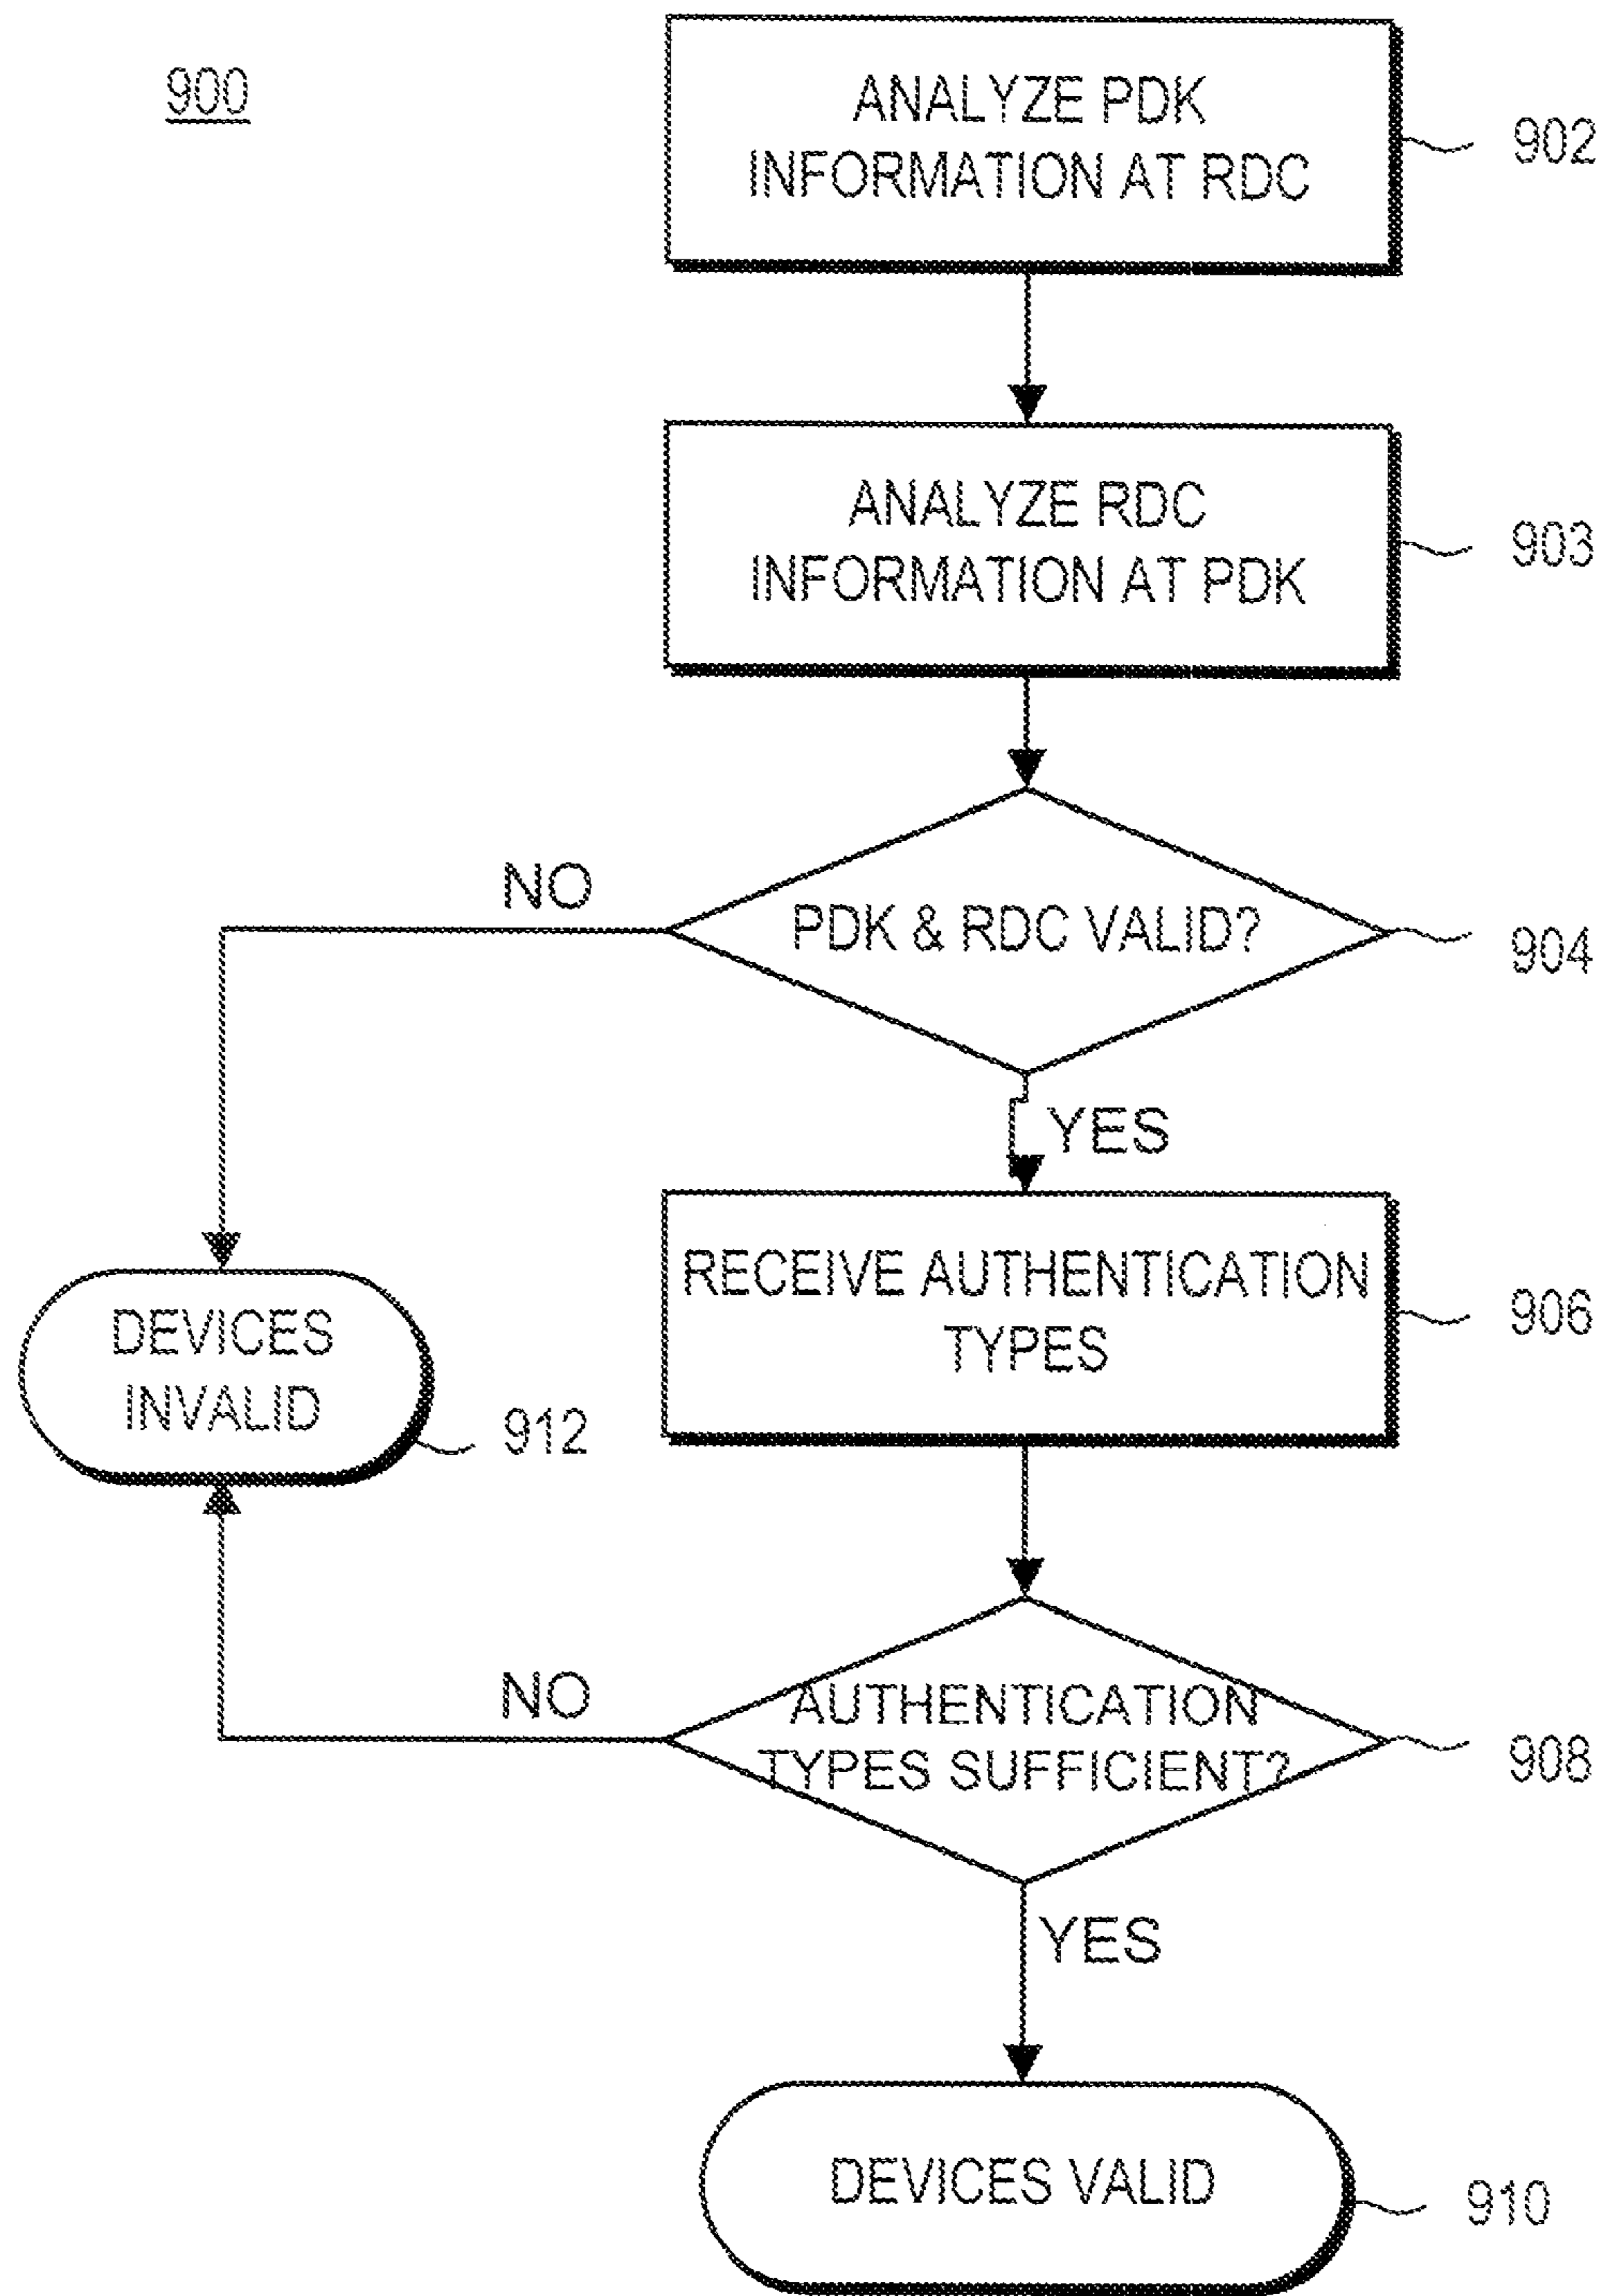 900
ANALYZE PDK
INFORMATION AT RDC
902
ANALYZE RDC
INFORMATION AT PDK
903
NO
PDK & RDC VALID?
904
YES
RECEIVE AUTHENTICATION
TYPES
906
DEVICES
INVALID
912
NO
AUTHENTICATION
TYPES SUFFICIENT?
908
YES
DEVICES VALID
910